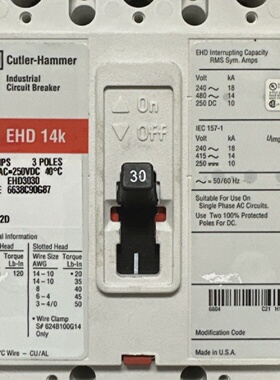 Cutler-Hammer
Industrial
Circuit Breaker
EHD 14k
MPS 3 POLES
AC=250VDC 40°C
EHD3030
6638C90G87
2D
▲ On
▼ Off
30
EHD Interrupting Capacity
RMS Sym. Amps
Volt kA
240 ~ 18
480 ~ 14
250 DC 10
IEC 157-1
Volt kA
240 ~ 18
415 ~ 14
250 DC 10
~ = 50/60 Hz
Suitable For Use On
Single Phase AC Circuits.
Use Two 100% Protected
Poles For DC.
tted Head
Slotted Head
Torque
Lb-In
Wire Size
AWG
Torque
Lb-In
120
14-10 • 20
14-10 35
8 40
6-4 45
3-4/0 50
• Wire Clamp
S# 624B100G14
Only
°C Wire ~ CU/AL
6604
C21
Modification Code
Made in U.S.A.